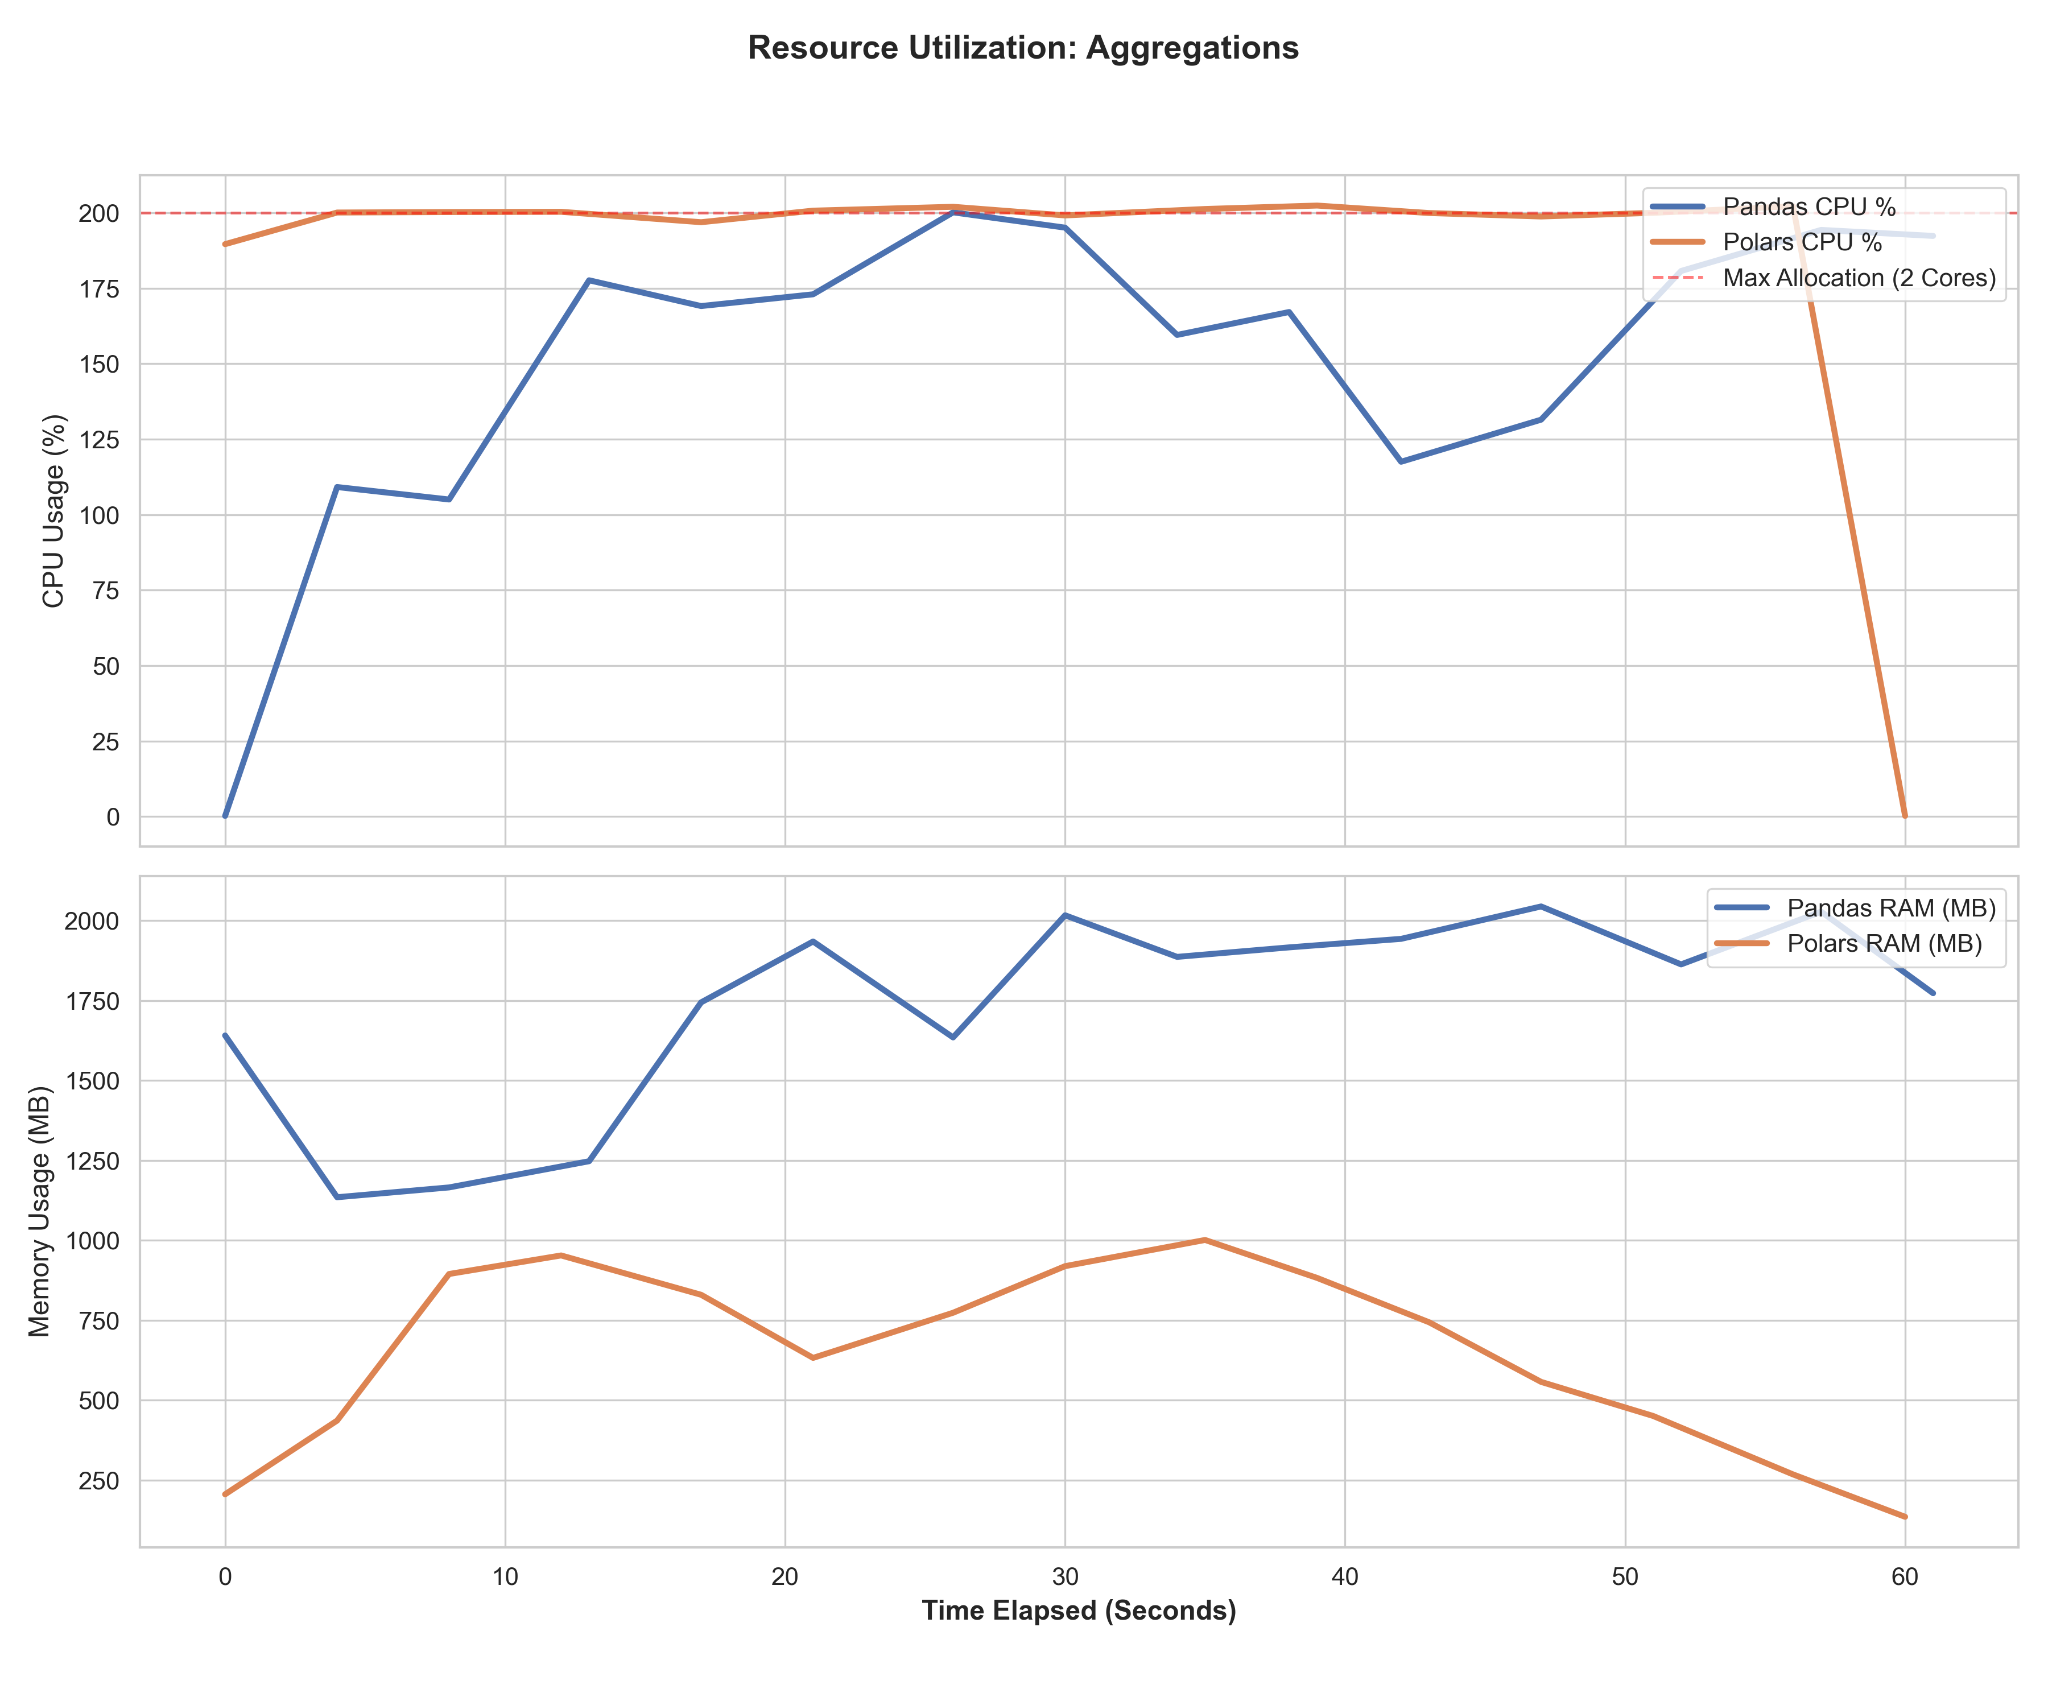 Resource Utilization: Aggregations
CPU Usage (%)
200
175
150
125
100
75
50
25
0
Pandas CPU %
Polars CPU %
Max Allocation (2 Cores)
Memory Usage (MB)
2000
1750
1500
1250
1000
750
500
250
Pandas RAM (MB)
Polars RAM (MB)
0 10 20 30 40 50 60
Time Elapsed (Seconds)